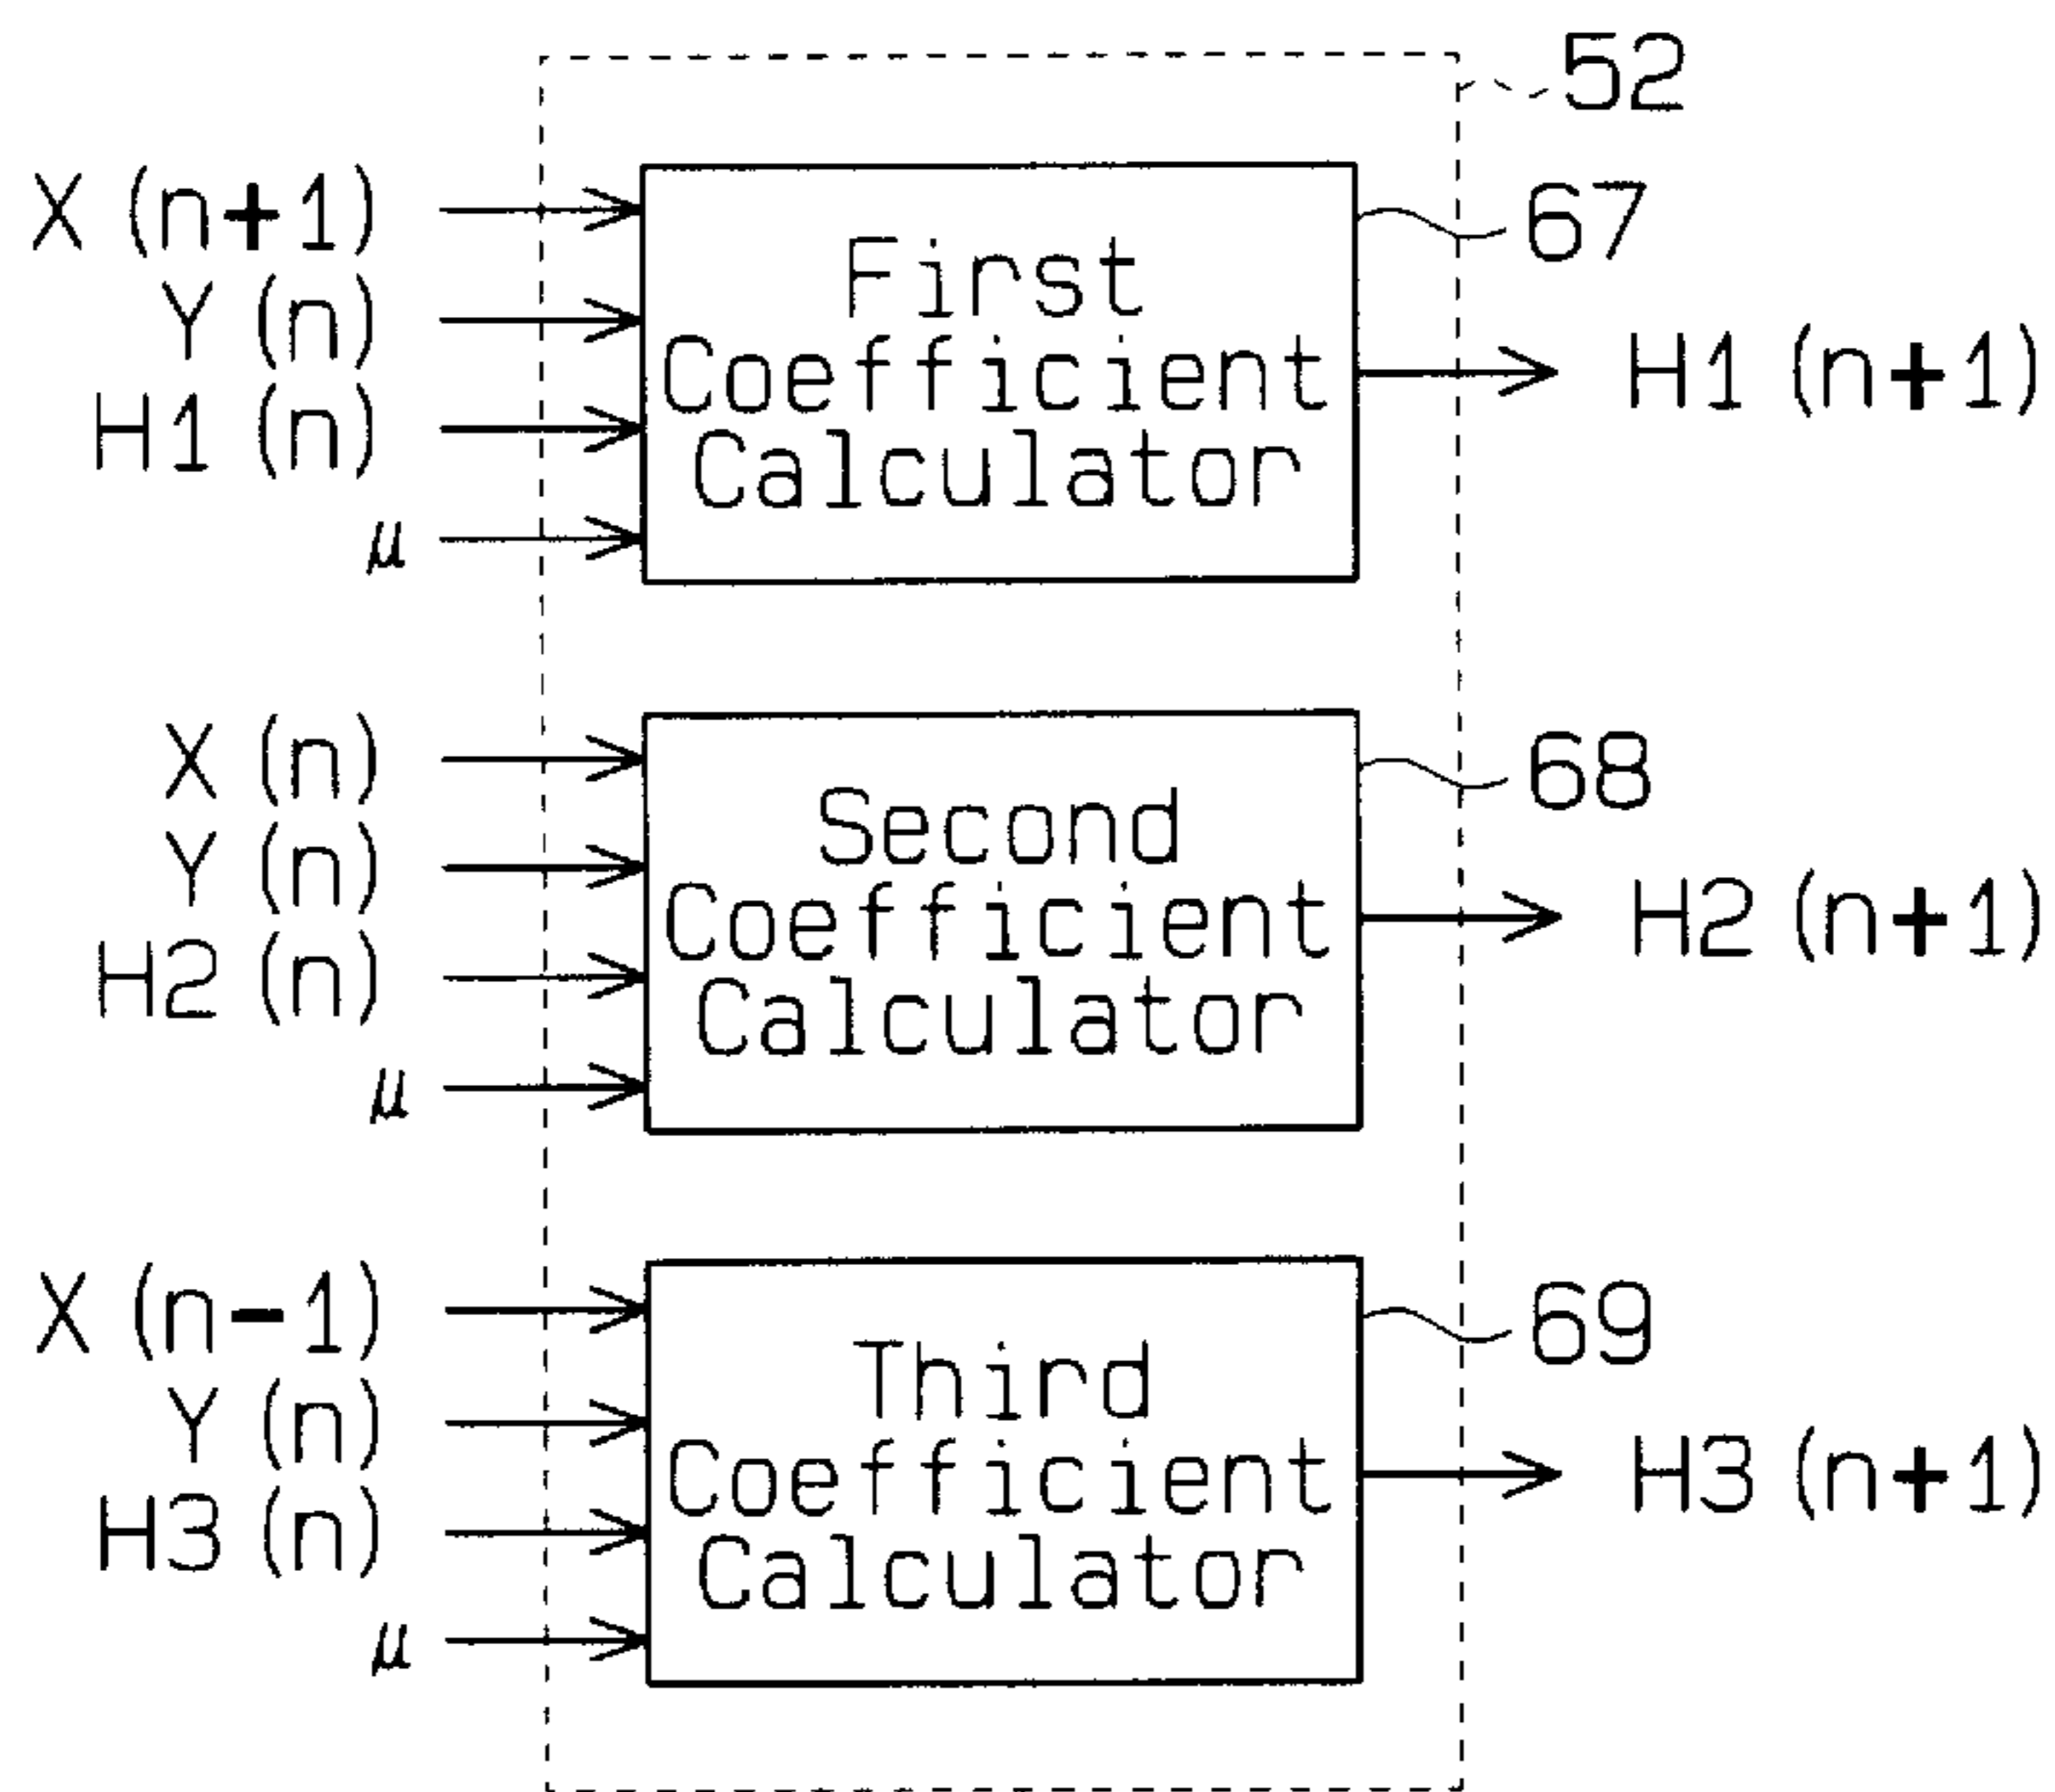 52
X (n+1)
Y (n)
H1 (n)
μ
First
Coefficient
Calculator
67
H1 (n+1)
X (n)
Y (n)
H2 (n)
μ
Second
Coefficient
Calculator
68
H2 (n+1)
X (n-1)
Y (n)
H3 (n)
μ
Third
Coefficient
Calculator
69
H3 (n+1)